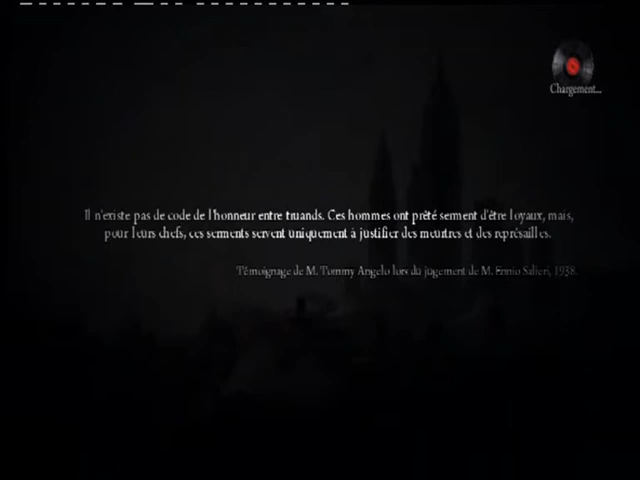 Chargement...
Il n'existe pas de code de l'honneur entre truands. Ces hommes ont prêté serment d'être loyaux, mais,
pour leurs chefs, ces serments servent uniquement à justifier des meurtres et des représailles.
Témoignage de M. Tommy Angelo lors du jugement de M. Ennio Salieri, 1938.